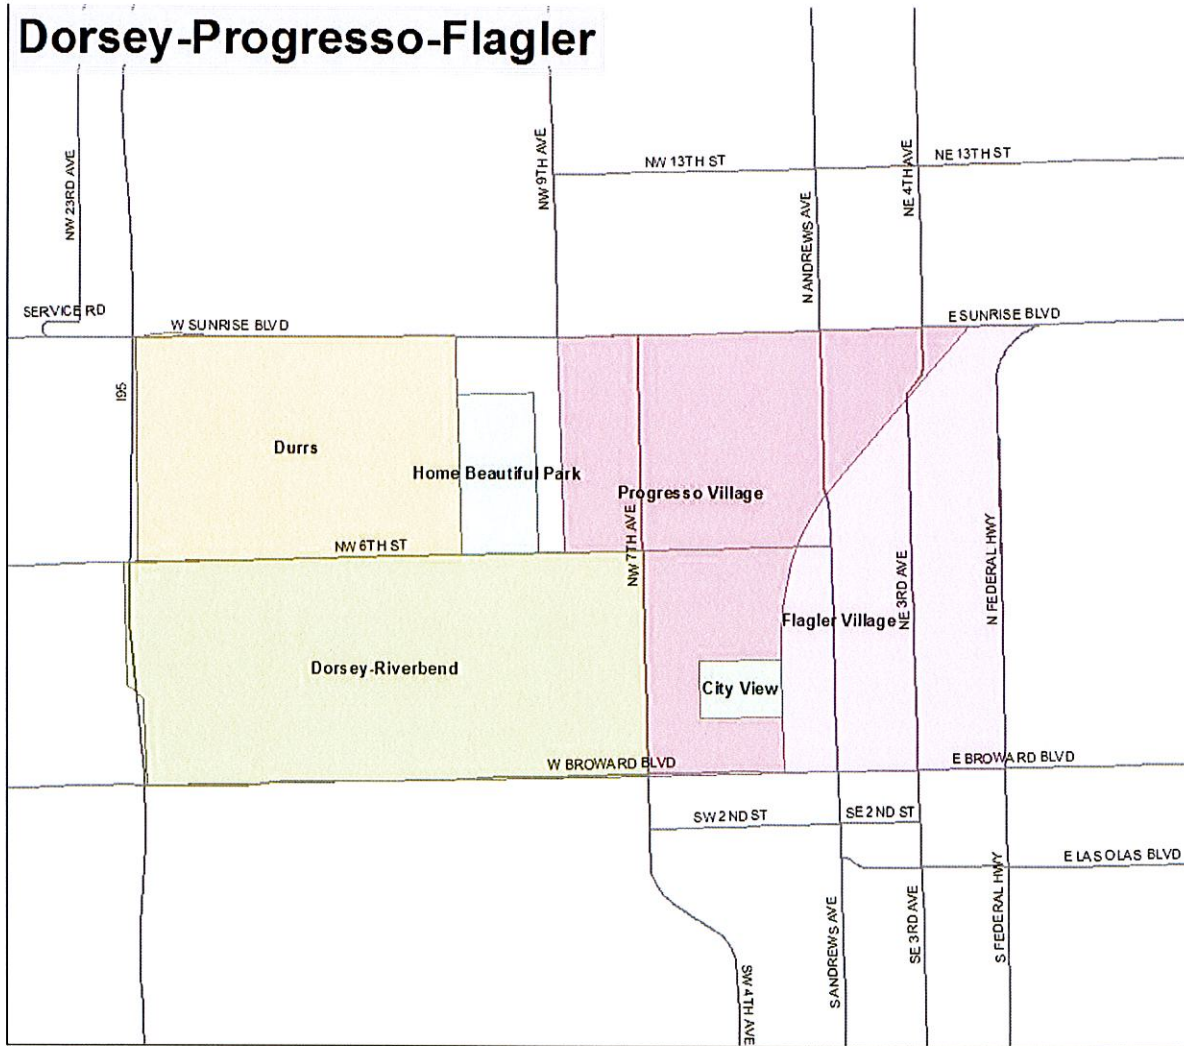 Dorsey-Progresso-Flagler
NW 23RD AVE
NW 9TH AVE
NW 13TH ST
NE 13TH ST
NE 4TH AVE
N ANDREWS AVE
SERVICE RD
W SUNRISE BLVD
E SUNRISE BLVD
I95
Durrs
Home Beautiful Park
Progresso Village
NW 6TH ST
NW 7TH AVE
NE 3RD AVE
N FEDERAL HWY
Flagler Village
Dorsey-Riverbend
City View
W BROWARD BLVD
E BROWARD BLVD
SW 2ND ST
SE 2ND ST
E LAS OLAS BLVD
S ANDREWS AVE
SE 3RD AVE
S FEDERAL HWY
SW 4TH AVE